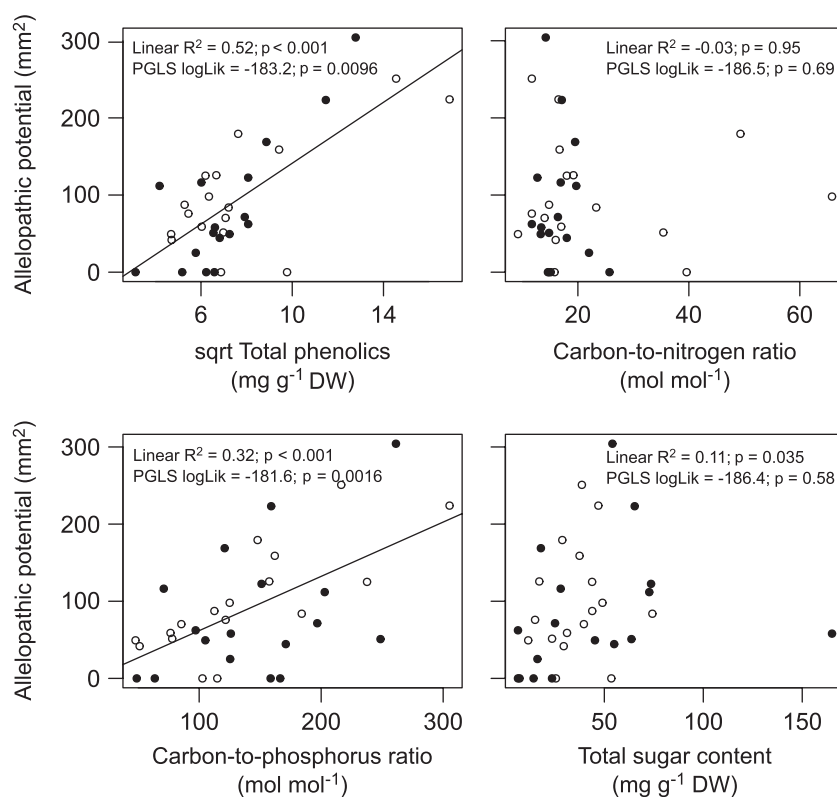 Allelopathic potential (mm²)
300
200
100
0
Linear R² = 0.52; p < 0.001
PGLS logLik = -183.2; p = 0.0096
6 10 14
sqrt Total phenolics
(mg g⁻¹ DW)
Linear R² = -0.03; p = 0.95
PGLS logLik = -186.5; p = 0.69
20 40 60
Carbon-to-nitrogen ratio
(mol mol⁻¹)
Allelopathic potential (mm²)
300
200
100
0
Linear R² = 0.32; p < 0.001
PGLS logLik = -181.6; p = 0.0016
100 200 300
Carbon-to-phosphorus ratio
(mol mol⁻¹)
Linear R² = 0.11; p = 0.035
PGLS logLik = -186.4; p = 0.58
0 50 100 150
Total sugar content
(mg g⁻¹ DW)